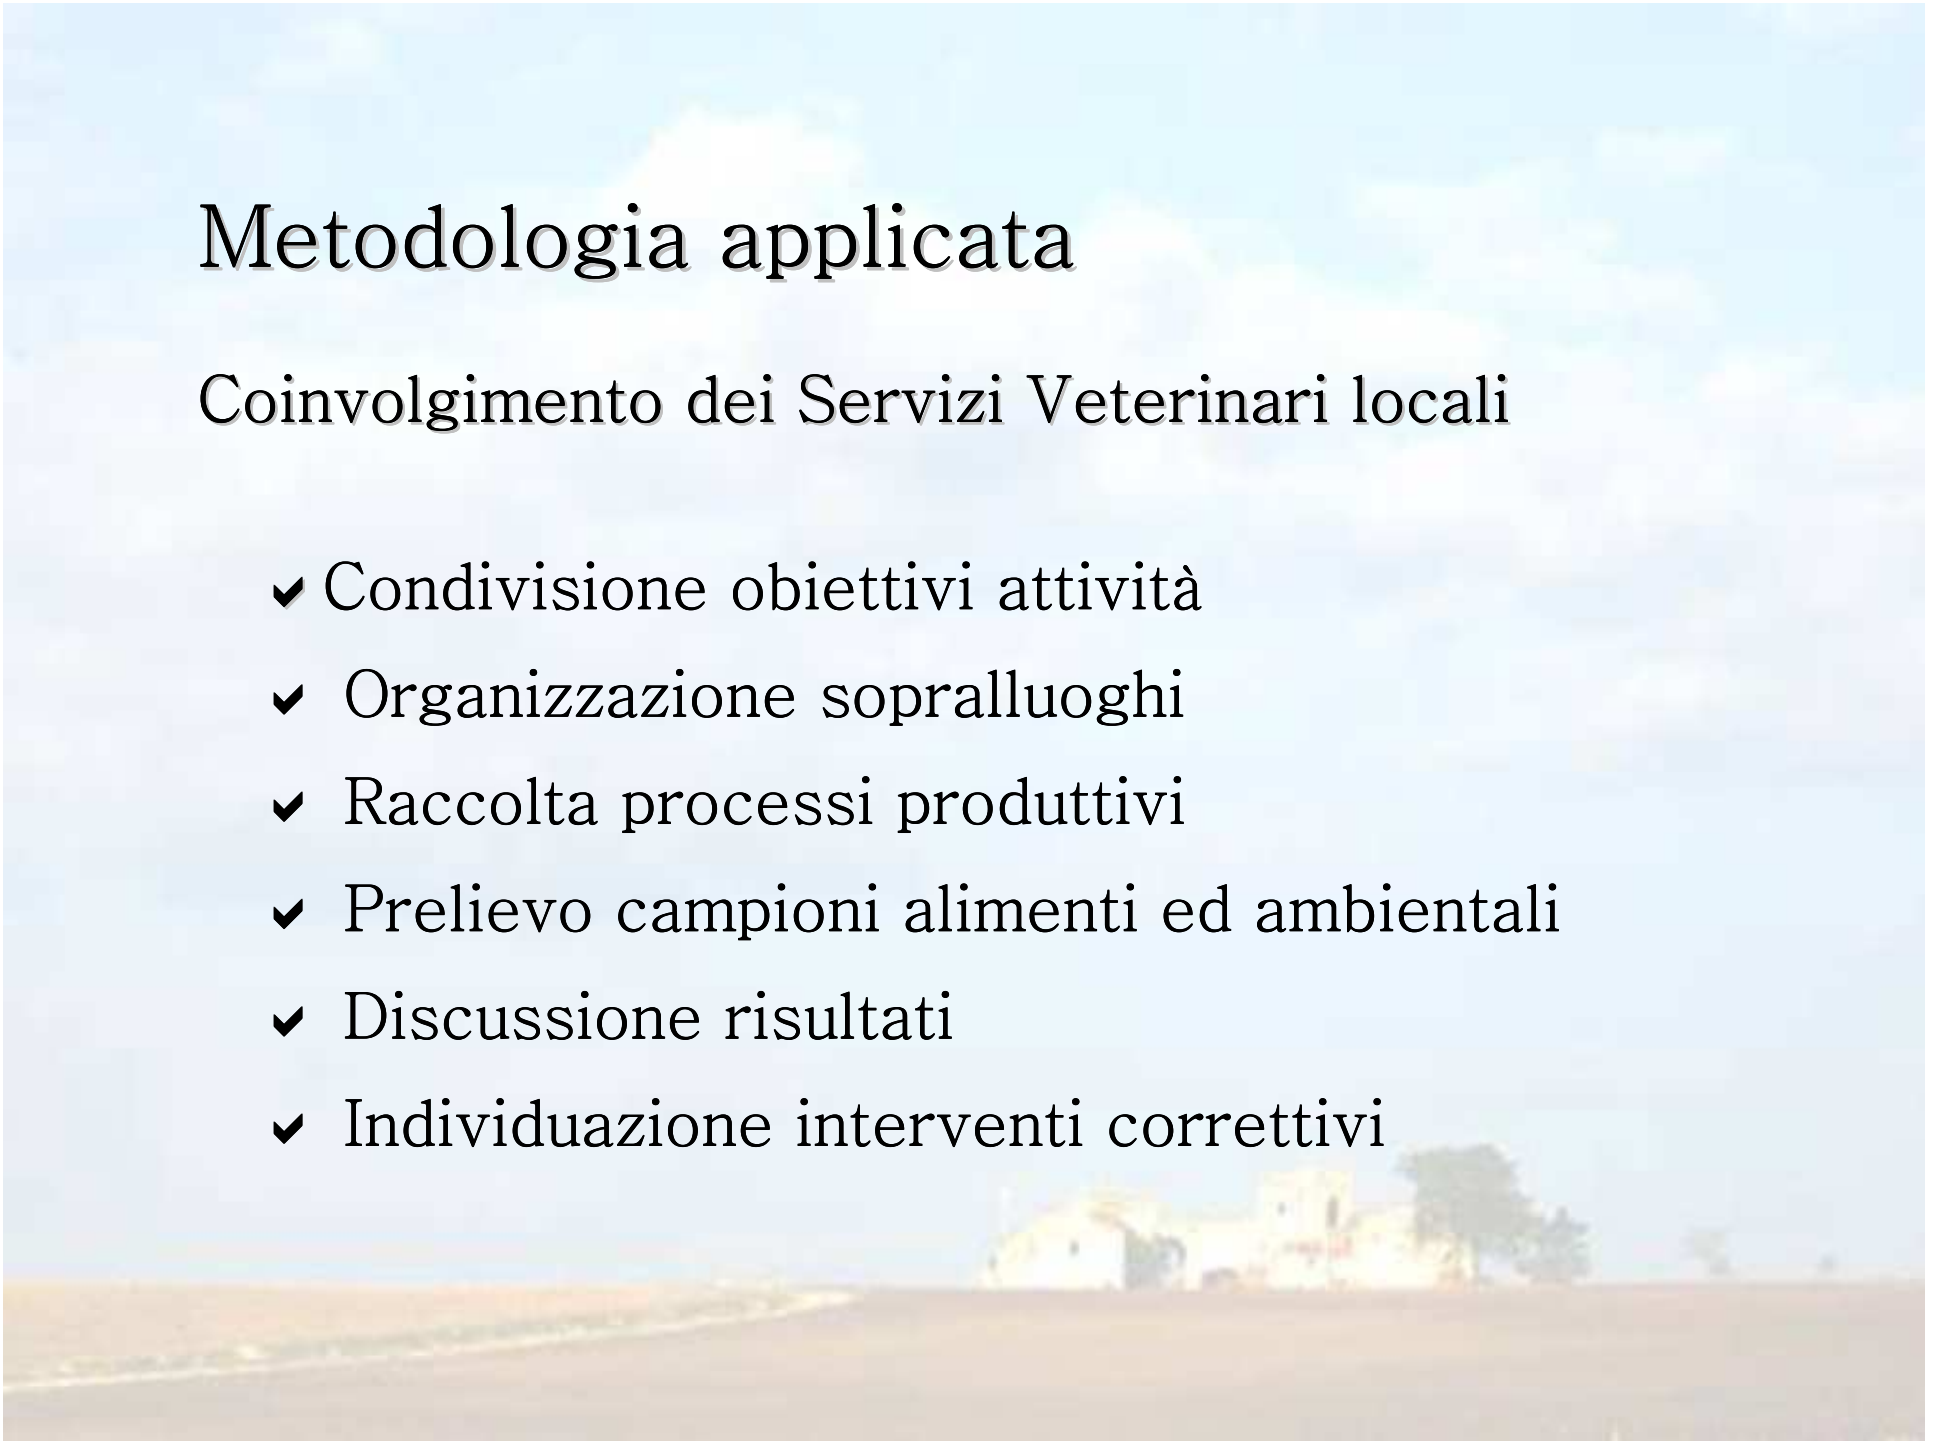 Metodologia applicata
Coinvolgimento dei Servizi Veterinari locali
✔ Condivisione obiettivi attività
✔ Organizzazione sopralluoghi
✔ Raccolta processi produttivi
✔ Prelievo campioni alimenti ed ambientali
✔ Discussione risultati
✔ Individuazione interventi correttivi